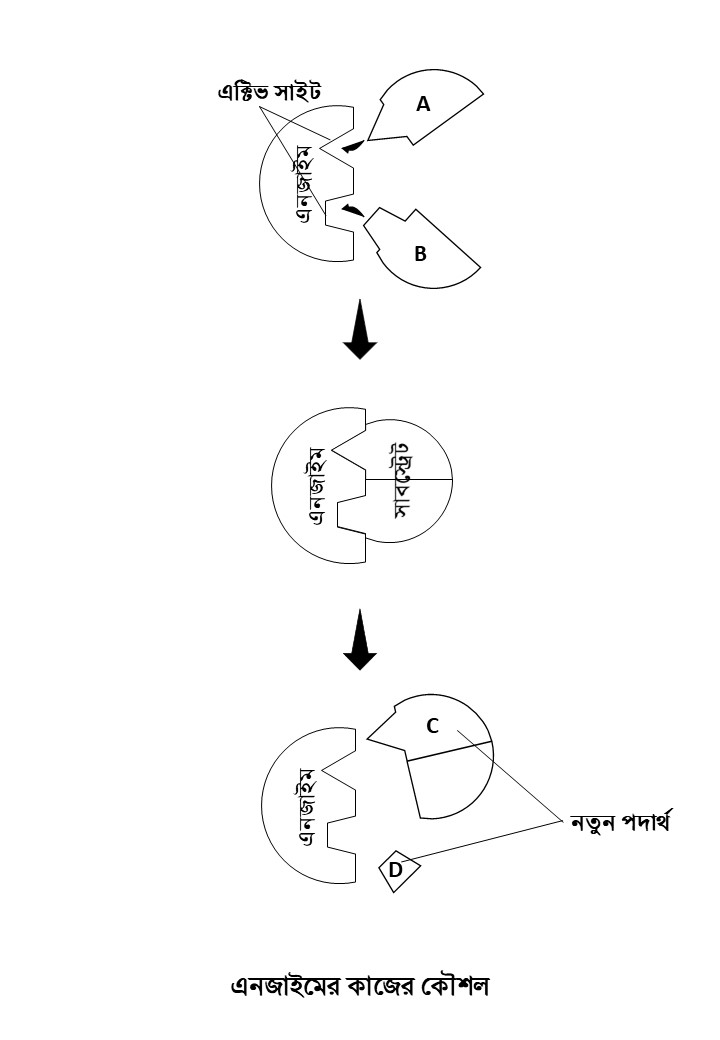 এক্টিভ সাইট
A
এনজাইম
B
এনজাইম
সাবস্ট্রেট
C
এনজাইম
নতুন পদার্থ
D
এনজাইমের কাজের কৌশল